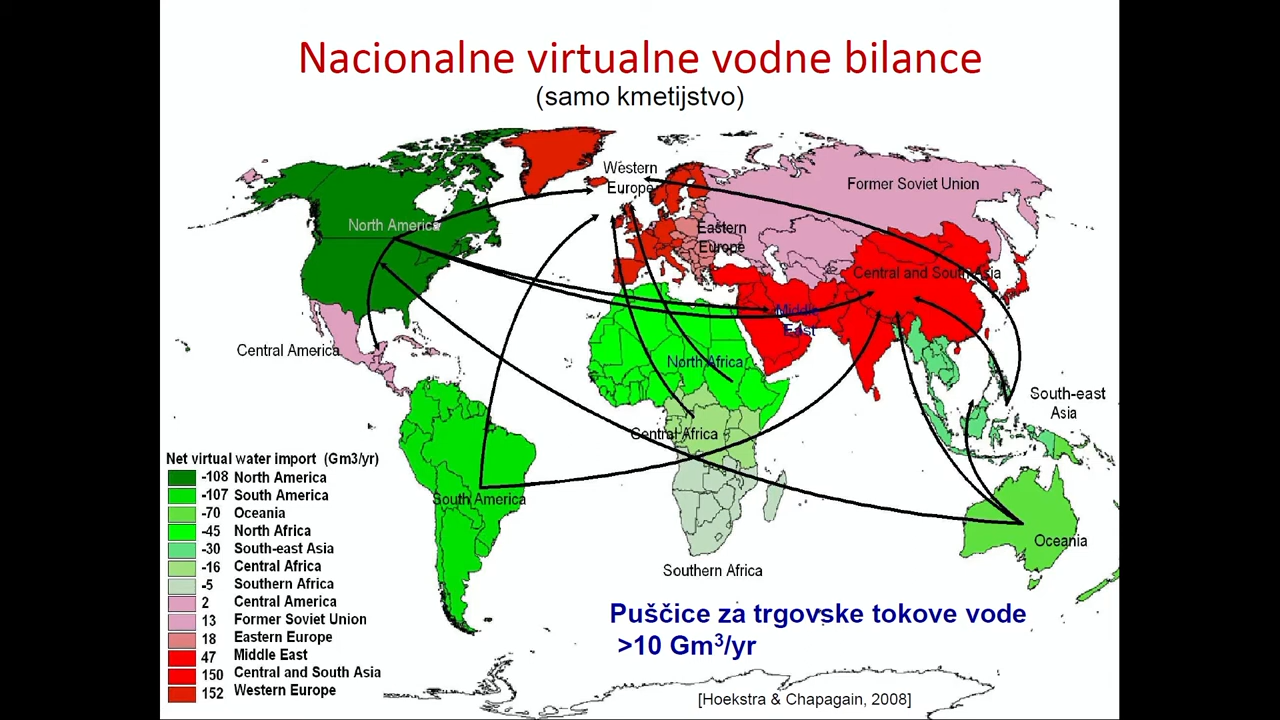 Nacionalne virtualne vodne bilance
(samo kmetijstvo)
Western
Europe
Former Soviet Union
North America
Eastern
Europe
Central and South Asia
Middle
East
Central America
North Africa
South-east
Asia
Central Africa
South America
Oceania
Southern Africa
Net virtual water import (Gm3/yr)
-108 North America
-107 South America
-70 Oceania
-45 North Africa
-30 South-east Asia
-16 Central Africa
-5 Southern Africa
2 Central America
13 Former Soviet Union
18 Eastern Europe
47 Middle East
150 Central and South Asia
152 Western Europe
Puščice za trgovske tokove vode
>10 Gm³/yr
[Hoekstra & Chapagain, 2008]